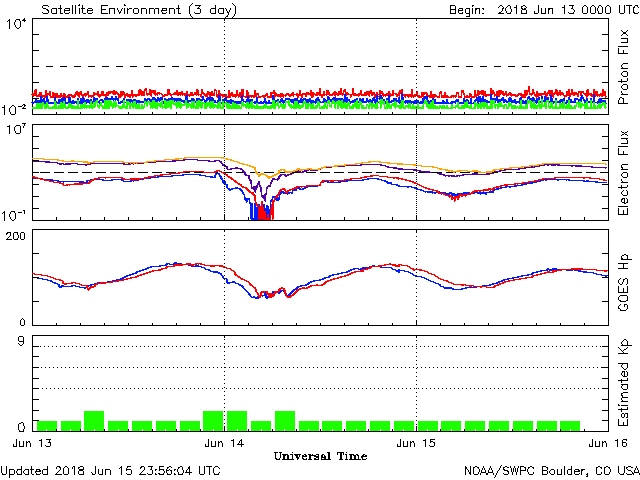 Satellite Environment (3 day) Begin: 2018 Jun 13 0000 UTC
10^4
10^-2
Proton Flux
10^7
10^-1
Electron Flux
200
0
GOES Hp
9
0
Estimated Kp
Jun 13 Jun 14 Jun 15 Jun 16
Universal Time
Updated 2018 Jun 15 23:56:04 UTC NOAA/SWPC Boulder, CO USA